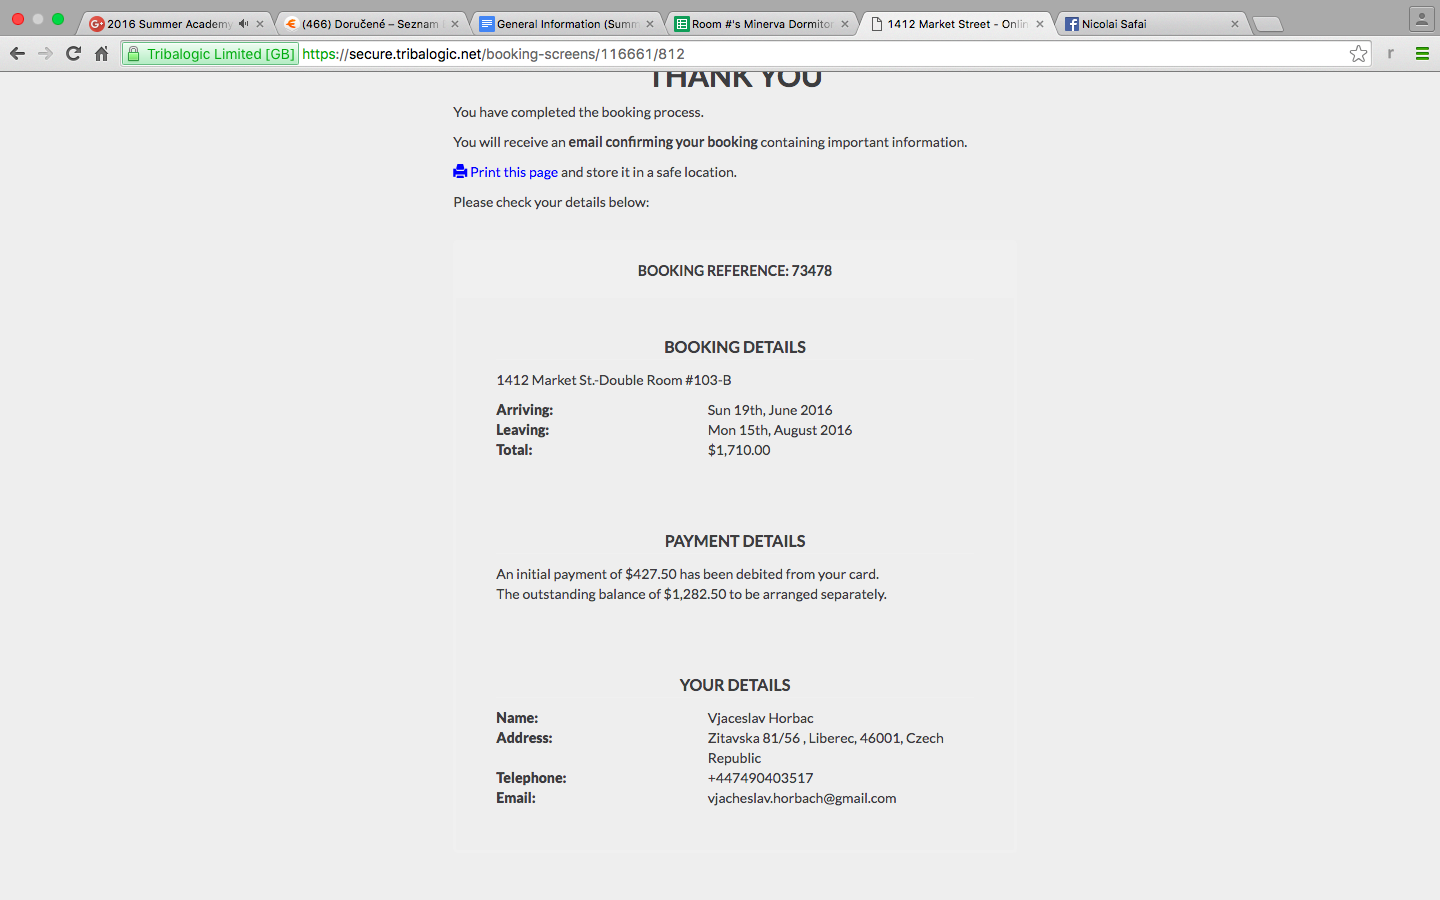 2016 Summer Academy
(466) Doručené – Seznam
General Information (Summ
Room #'s Minerva Dormitor
1412 Market Street - Onlin
Nicolai Safai
Tribalogic Limited [GB]
https://secure.tribalogic.net/booking-screens/116661/812
r
THANK YOU
You have completed the booking process.
You will receive an email confirming your booking containing important information.
Print this page and store it in a safe location.
Please check your details below:
BOOKING REFERENCE: 73478
BOOKING DETAILS
1412 Market St.-Double Room #103-B
Arriving: Sun 19th, June 2016
Leaving: Mon 15th, August 2016
Total: $1,710.00
PAYMENT DETAILS
An initial payment of $427.50 has been debited from your card.
The outstanding balance of $1,282.50 to be arranged separately.
YOUR DETAILS
Name: Vjaceslav Horbac
Address: Zitavska 81/56 , Liberec, 46001, Czech
Republic
Telephone: +447490403517
Email: vjacheslav.horbach@gmail.com